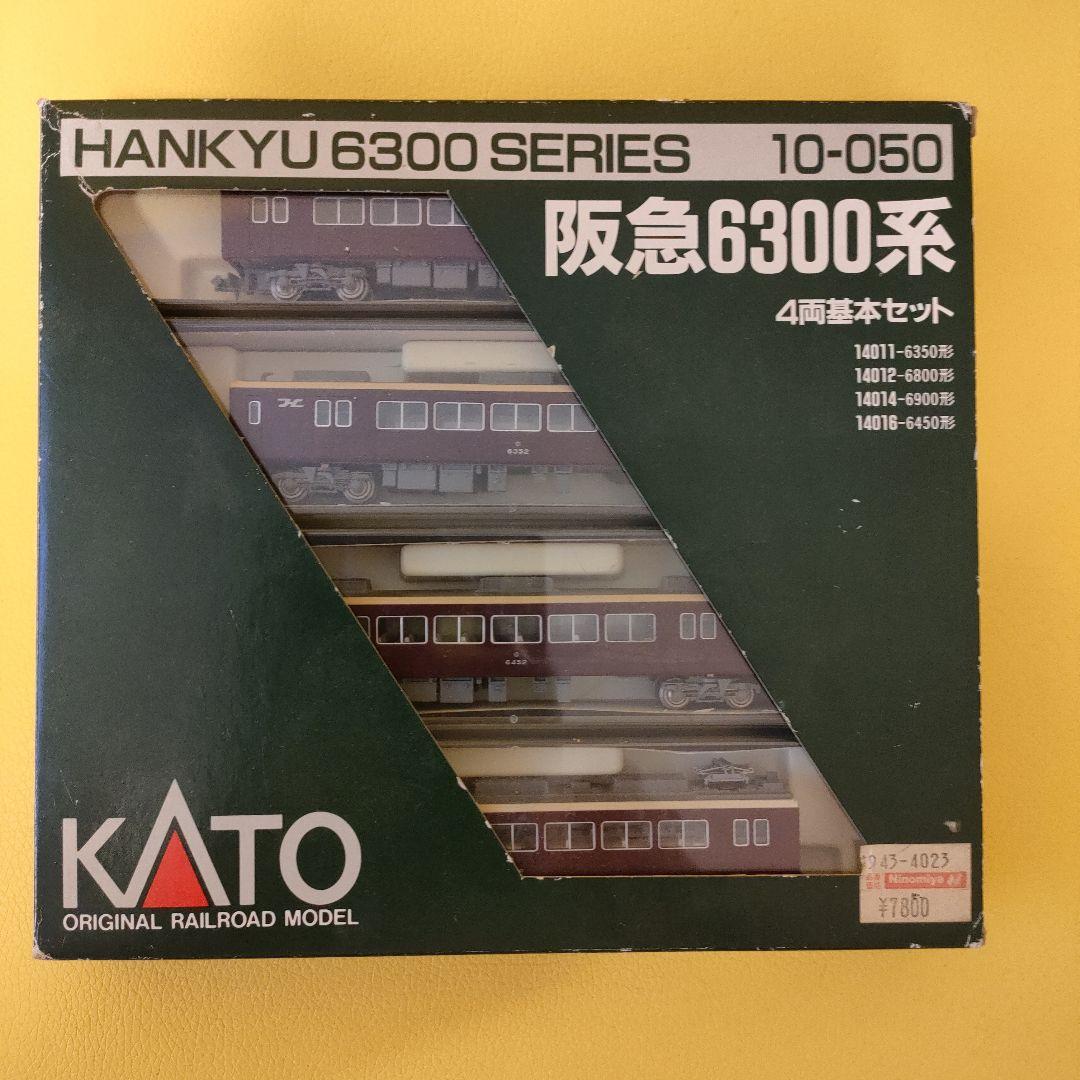 HANKYU 6300 SERIES 10-050
阪急6300系
4両基本セット
14011-6350形
14012-6800形
14014-6900形
14016-6450形
6352
6452
KATO
ORIGINAL RAILROAD MODEL
943-4023
Ninomiya
¥7800